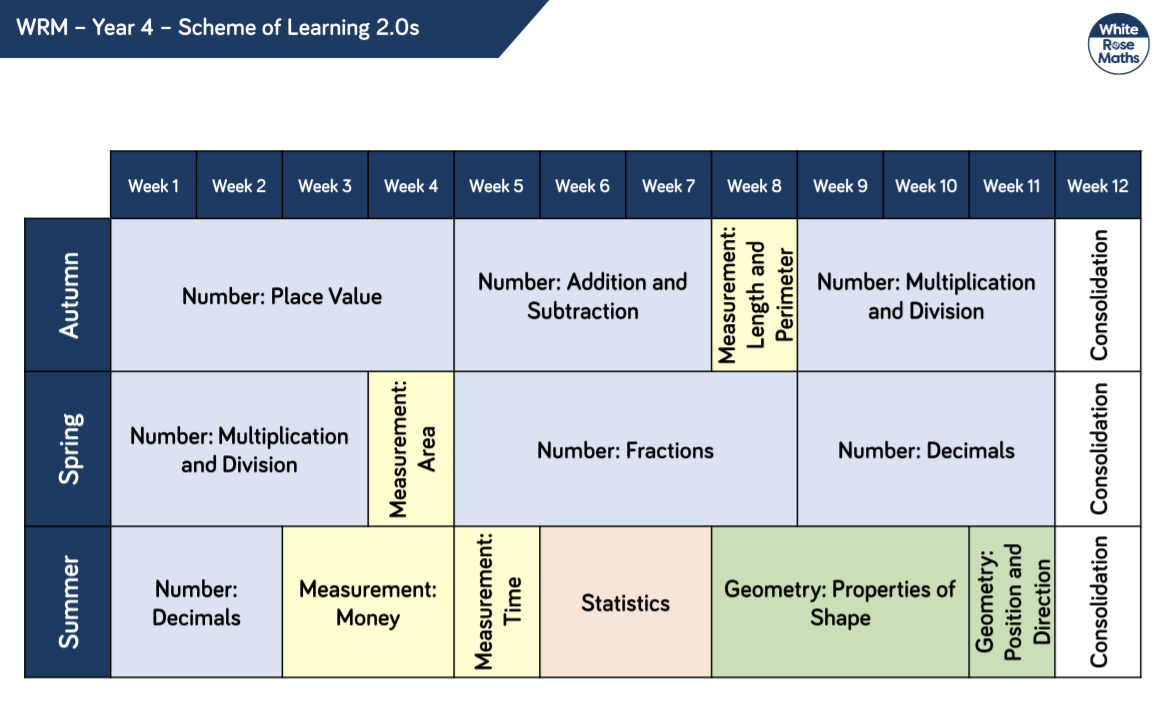 WRM – Year 4 – Scheme of Learning 2.0s
White
Rose
Maths
Week 1
Week 2
Week 3
Week 4
Week 5
Week 6
Week 7
Week 8
Week 9
Week 10
Week 11
Week 12
Autumn
Number: Place Value
Number: Addition and
Subtraction
Measurement:
Length and
Perimeter
Number: Multiplication
and Division
Consolidation
Spring
Number: Multiplication
and Division
Measurement:
Area
Number: Fractions
Number: Decimals
Consolidation
Summer
Number:
Decimals
Measurement:
Money
Measurement:
Time
Statistics
Geometry: Properties of
Shape
Geometry:
Position and
Direction
Consolidation